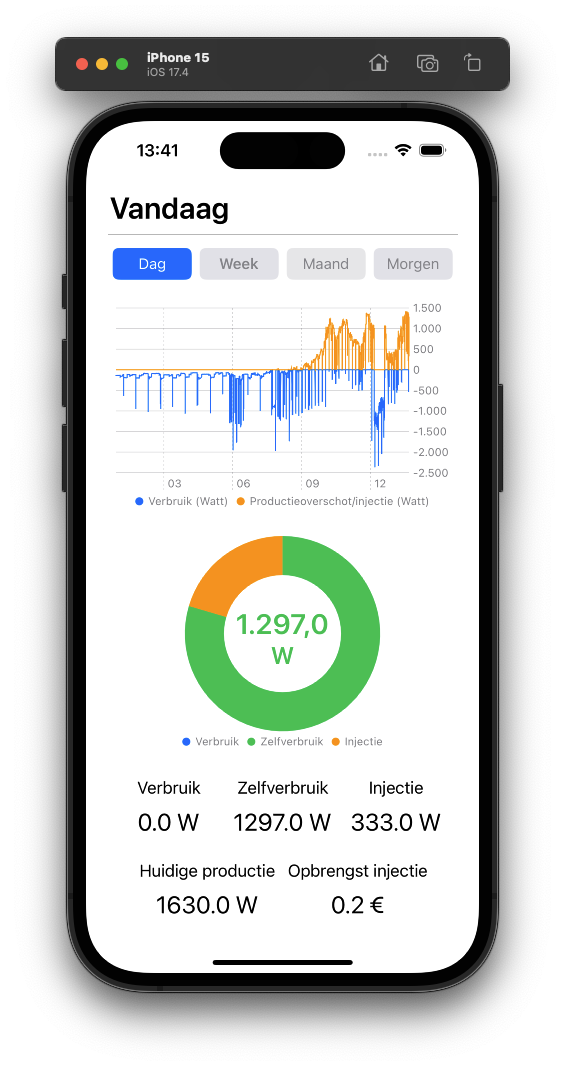 iPhone 15
iOS 17.4
13:41
Vandaag
Dag Week Maand Morgen
1.500
1.000
500
0
-500
-1.000
-1.500
-2.000
-2.500
03 06 09 12
Verbruik (Watt) Productieoverschot/injectie (Watt)
1.297,0
W
Verbruik Zelfverbruik Injectie
Verbruik Zelfverbruik Injectie
0.0 W 1297.0 W 333.0 W
Huidige productie Opbrengst injectie
1630.0 W 0.2 €